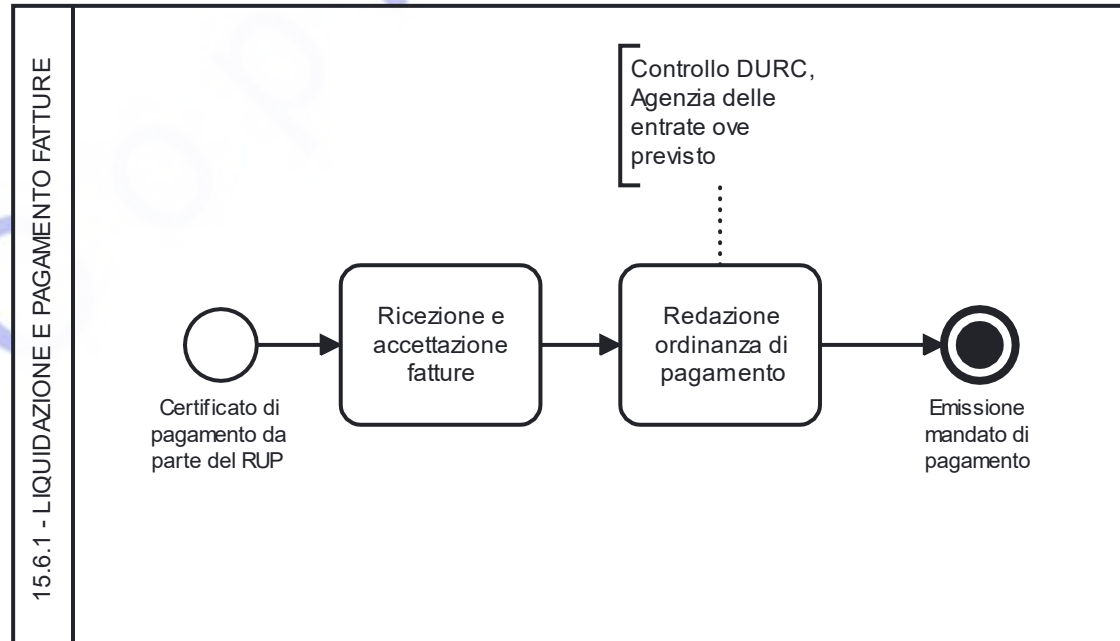 15.6.1 - LIQUIDAZIONE E PAGAMENTO FATTURE
Controllo DURC,
Agenzia delle
entrate ove
previsto
Ricezione e
accettazione
fatture
Redazione
ordinanza di
pagamento
Certificato di
pagamento da
parte del RUP
Emissione
mandato di
pagamento